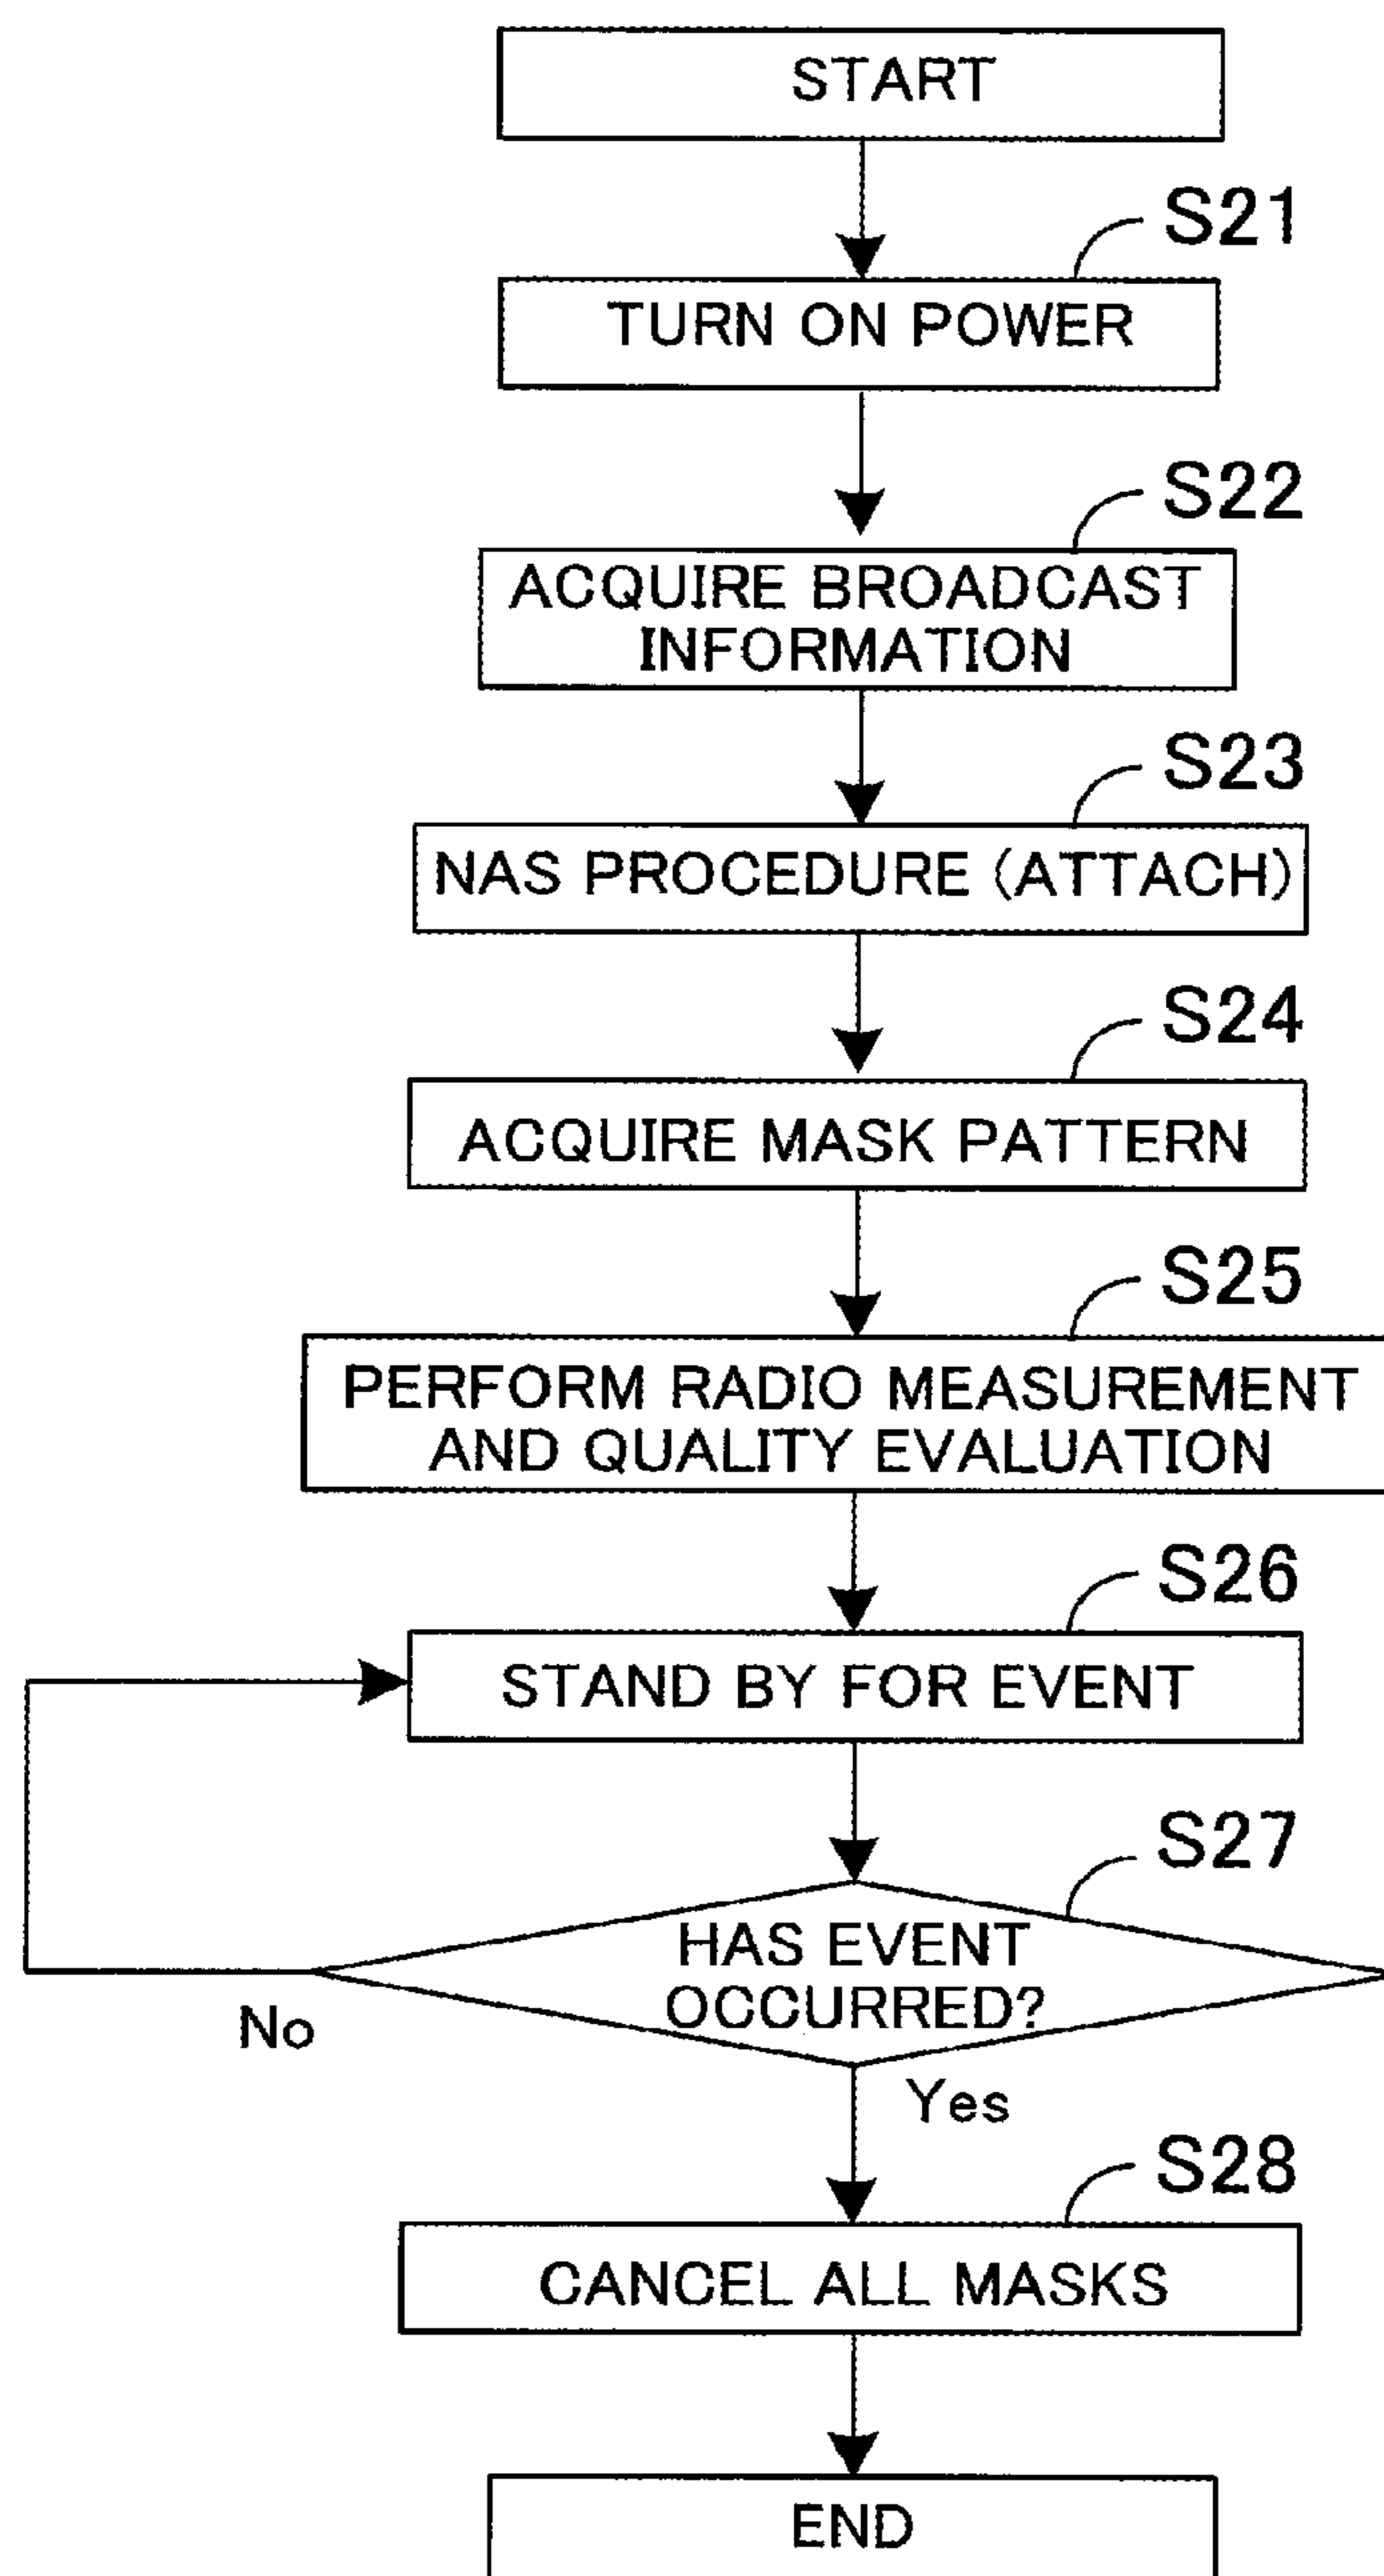 START
S21
TURN ON POWER
S22
ACQUIRE BROADCAST
INFORMATION
S23
NAS PROCEDURE (ATTACH)
S24
ACQUIRE MASK PATTERN
S25
PERFORM RADIO MEASUREMENT
AND QUALITY EVALUATION
S26
STAND BY FOR EVENT
S27
HAS EVENT
OCCURRED?
No
Yes
S28
CANCEL ALL MASKS
END